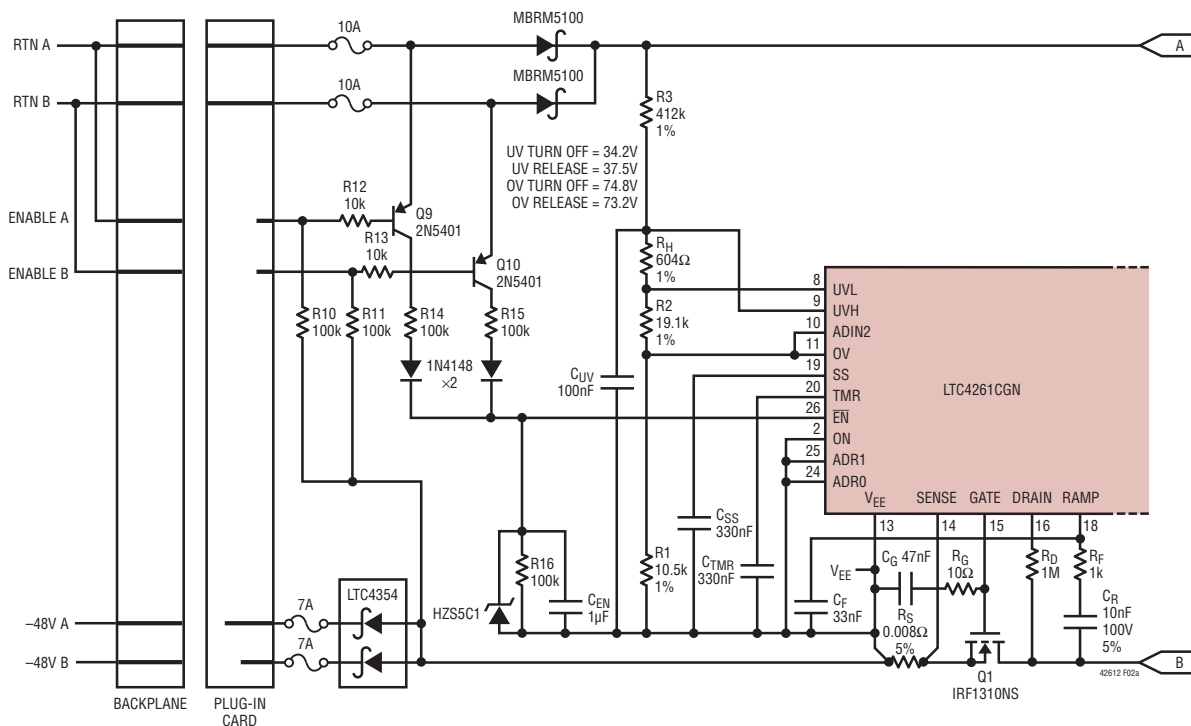 RTN A
RTN B
ENABLE A
ENABLE B
–48V A
–48V B
BACKPLANE
PLUG-IN
CARD
10A
10A
MBRM5100
MBRM5100
A
R3
412k
1%
UV TURN OFF = 34.2V
UV RELEASE = 37.5V
OV TURN OFF = 74.8V
OV RELEASE = 73.2V
R12
10k
Q9
2N5401
R13
10k
Q10
2N5401
R10
100k
R11
100k
R14
100k
R15
100k
1N4148
×2
RH
604Ω
1%
R2
19.1k
1%
CUV
100nF
8
UVL
9
UVH
10
ADIN2
11
OV
19
SS
20
TMR
26
EN
2
ON
25
ADR1
24
ADR0
LTC4261CGN
VEE
SENSE
GATE
DRAIN
RAMP
13
14
15
16
18
CSS
330nF
CTMR
330nF
R1
10.5k
1%
R16
100k
HZS5C1
CEN
1µF
VEE
CG 47nF
RG
10Ω
RD
1M
RF
1k
CF
33nF
RS
0.008Ω
5%
CR
10nF
100V
5%
7A
7A
LTC4354
Q1
IRF1310NS
42612 F02a
B